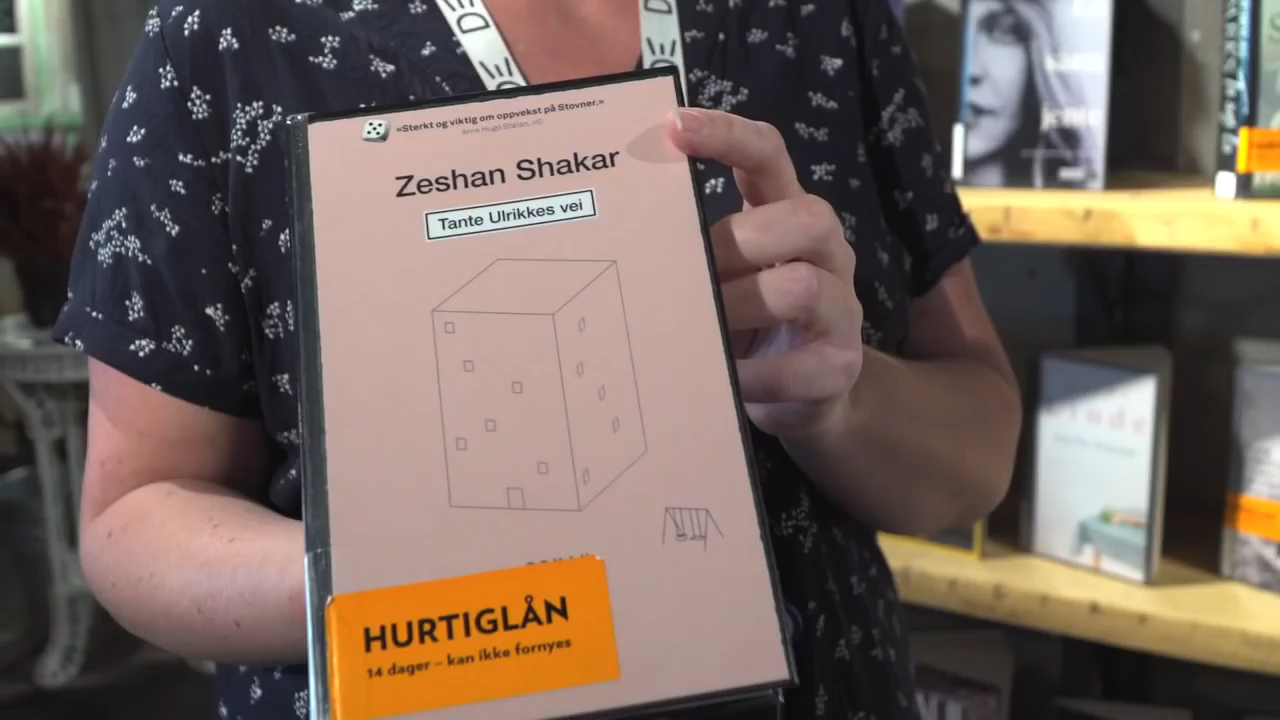 «Sterkt og viktig om oppvekst på Stovner.»
Zeshan Shakar
Tante Ulrikkes vei
HURTIGLÅN
14 dager – kan ikke fornyes